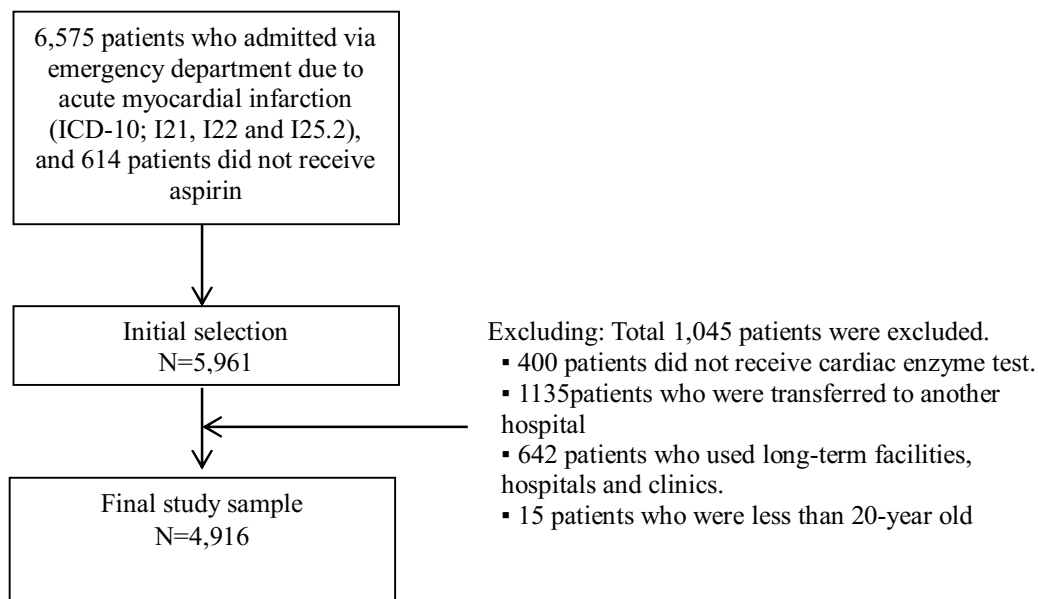 6,575 patients who admitted via
emergency department due to
acute myocardial infarction
(ICD-10; I21, I22 and I25.2),
and 614 patients did not receive
aspirin
Initial selection
N=5,961
Excluding: Total 1,045 patients were excluded.
▪ 400 patients did not receive cardiac enzyme test.
▪ 1135patients who were transferred to another
hospital
▪ 642 patients who used long-term facilities,
hospitals and clinics.
▪ 15 patients who were less than 20-year old
Final study sample
N=4,916